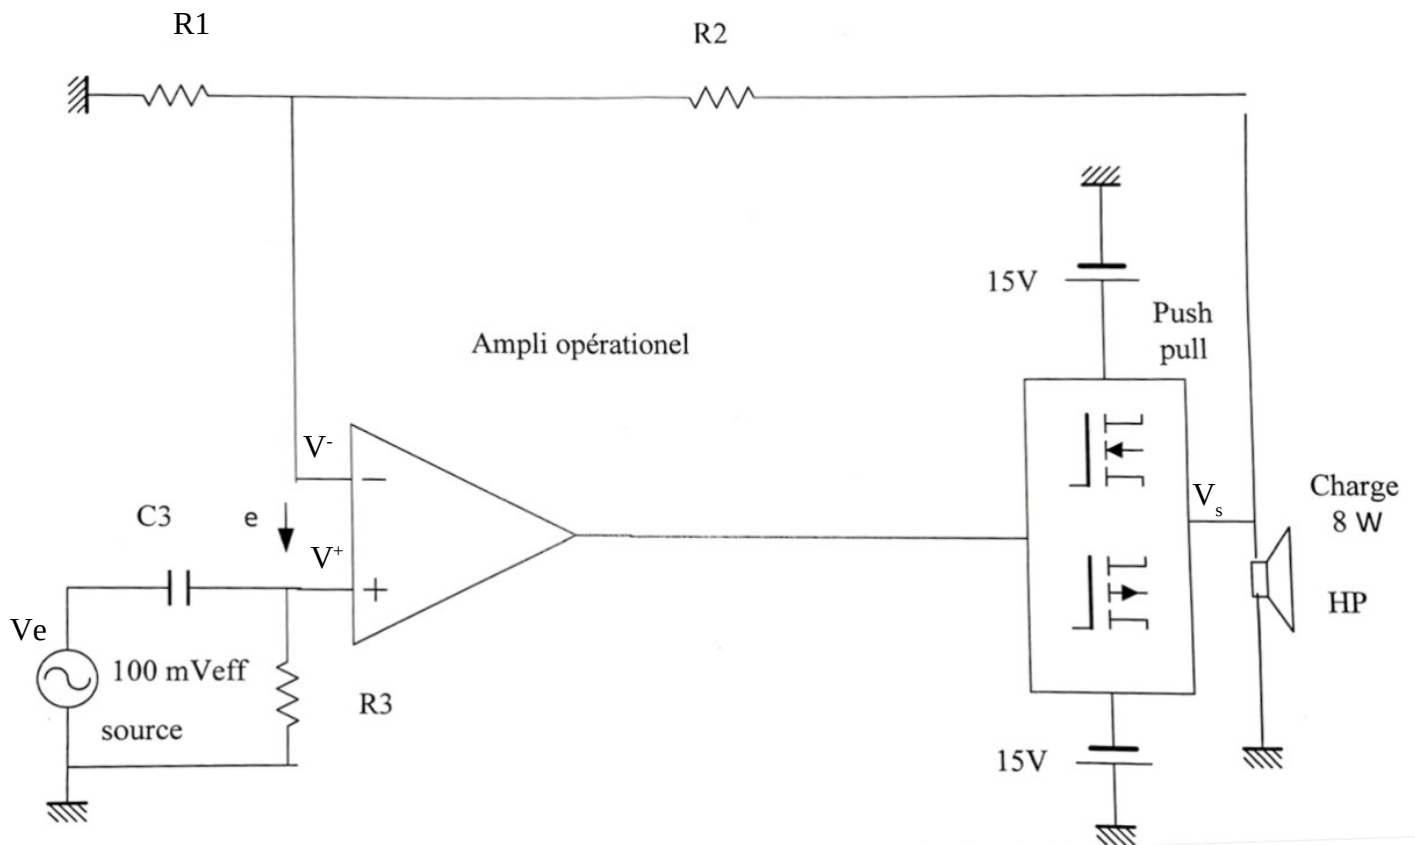 R1
R2
15V
Push
pull
Ampli opérationel
V-
C3
e
V+
Vs
Charge
8 W
HP
Ve
100 mVeff
source
R3
15V